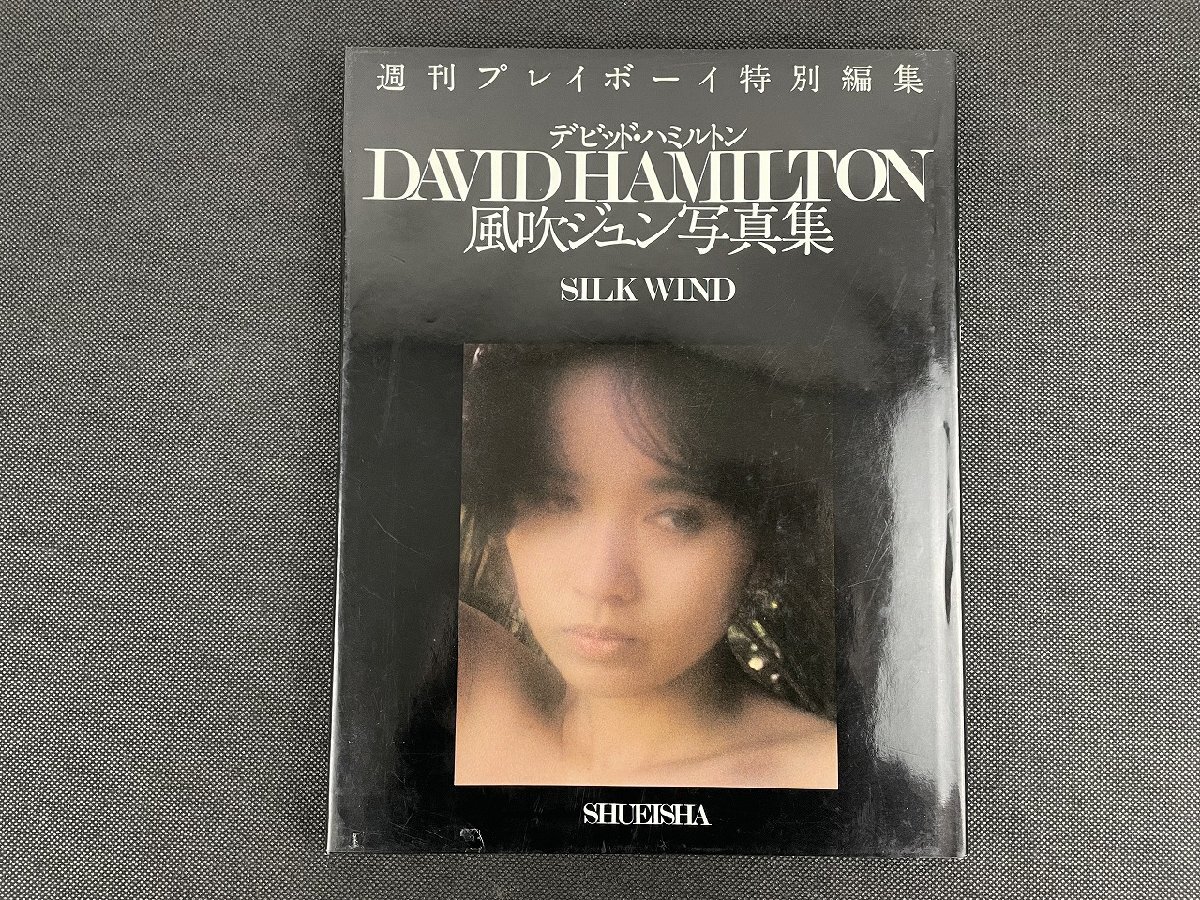 週刊プレイボーイ特別編集
デビッド・ハミルトン
DAVID HAMILTON
風吹ジュン写真集
SILK WIND
SHUEISHA